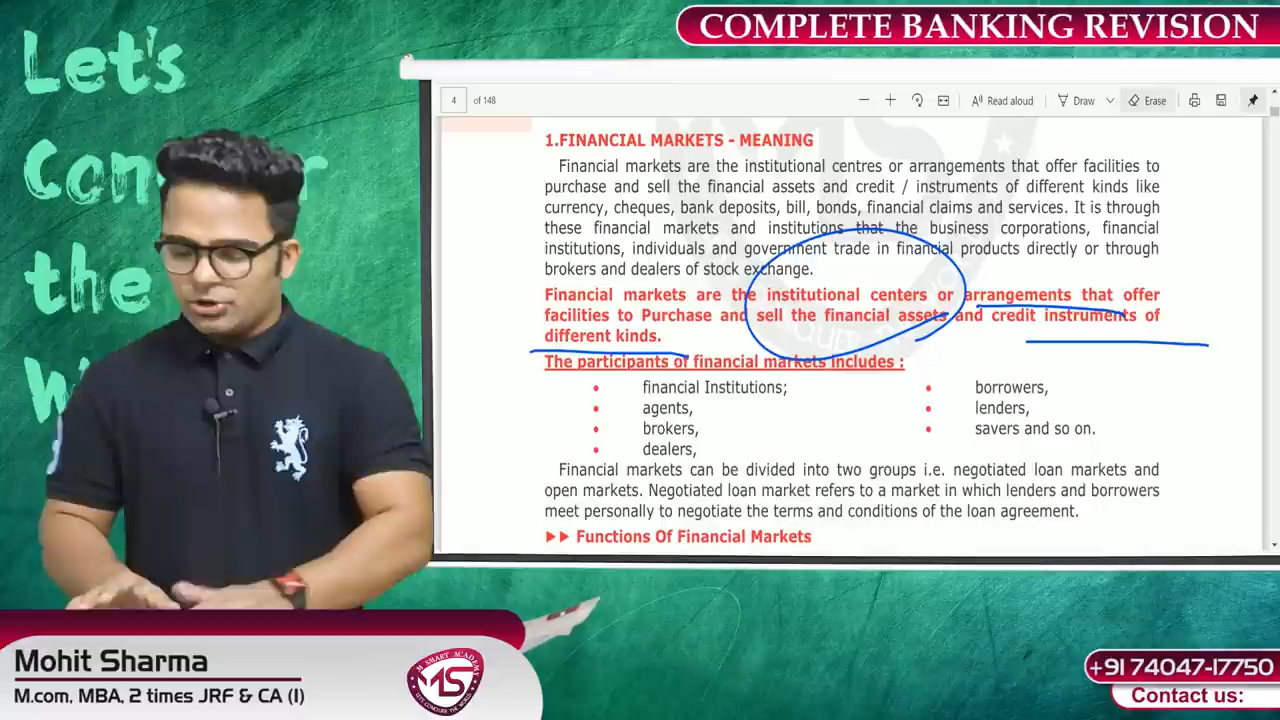 COMPLETE BANKING REVISION
Let's
the
4 of 148
Read aloud
Draw
Erase
1.FINANCIAL MARKETS - MEANING
Financial markets are the institutional centres or arrangements that offer facilities to
purchase and sell the financial assets and credit / instruments of different kinds like
currency, cheques, bank deposits, bill, bonds, financial claims and services. It is through
these financial markets and institutions that the business corporations, financial
institutions, individuals and government trade in financial products directly or through
brokers and dealers of stock exchange.
Financial markets are the institutional centers or arrangements that offer
facilities to Purchase and sell the financial assets and credit instruments of
different kinds.
The participants of financial markets includes :
• financial Institutions;
• agents,
• brokers,
• dealers,
• borrowers,
• lenders,
• savers and so on.
Financial markets can be divided into two groups i.e. negotiated loan markets and
open markets. Negotiated loan market refers to a market in which lenders and borrowers
meet personally to negotiate the terms and conditions of the loan agreement.
Functions Of Financial Markets
Mohit Sharma
M.com, MBA, 2 times JRF & CA (I)
M SMART ACADEMY
MS
LETS CONQUER THE WORLD
+91 74047-17750
Contact us: